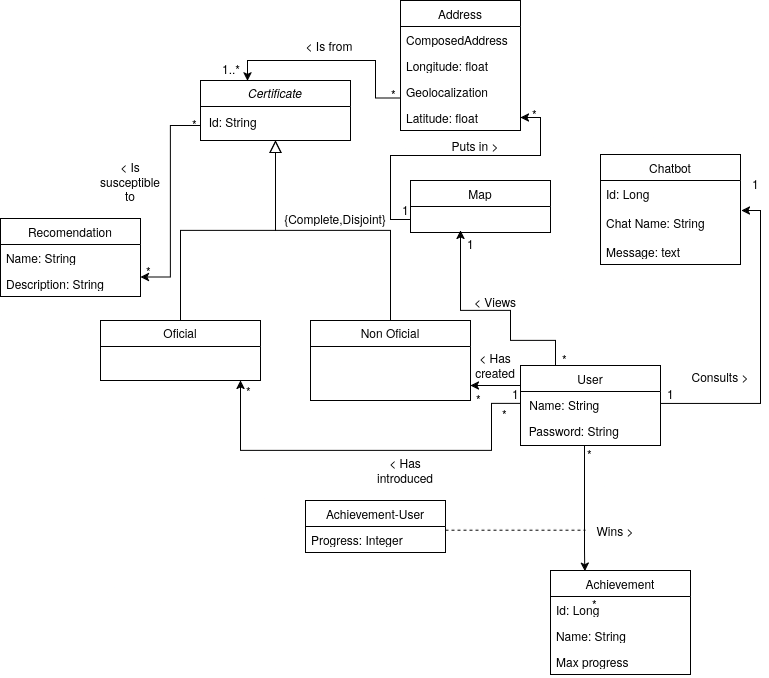 Address
ComposedAddress
Longitude: float
Geolocalization
Latitude: float
< Is from
1..*
*
Certificate
Id: String
*
*
Puts in >
1
Map
1
Chatbot
Id: Long
Chat Name: String
Message: text
1
< Is
susceptible
to
Recomendation
Name: String
Description: String
*
{Complete,Disjoint}
Oficial
*
Non Oficial
*
< Views
*
< Has
created
1
*
User
Name: String
Password: String
*
1
Consults >
< Has
introduced
Achievement-User
Progress: Integer
Wins >
Achievement
*
Id: Long
Name: String
Max progress